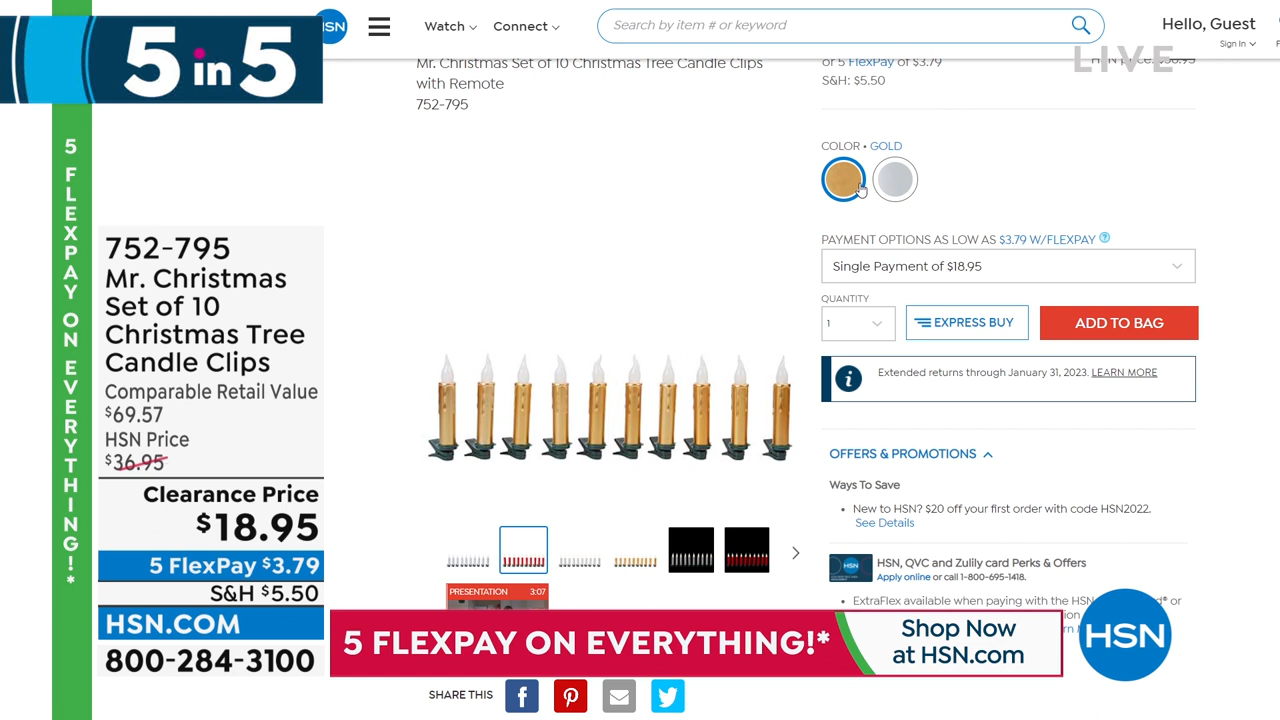 5 in 5
5 FLEXPAY ON EVERYTHING!*
752-795
Mr. Christmas
Set of 10
Christmas Tree
Candle Clips
Comparable Retail Value
$69.57
HSN Price
$36.95
Clearance Price
$18.95
5 FlexPay $3.79
S&H $5.50
HSN.COM
800-284-3100
HSN
Watch
Connect
Search by item # or keyword
Hello, Guest
Sign In
LIVE
Mr. Christmas Set of 10 Christmas Tree Candle Clips
with Remote
752-795
or 5 FlexPay of $3.79
HSN price: $36.95
S&H: $5.50
COLOR • GOLD
PAYMENT OPTIONS AS LOW AS $3.79 W/FLEXPAY ?
Single Payment of $18.95
QUANTITY
1
EXPRESS BUY
ADD TO BAG
i
Extended returns through January 31, 2023. LEARN MORE
OFFERS & PROMOTIONS
Ways To Save
New to HSN? $20 off your first order with code HSN2022.
See Details
HSN
HSN, QVC and Zulily card Perks & Offers
Apply online or call 1-800-695-1418.
ExtraFlex available when paying with the HSN
PRESENTATION 3:07
5 FLEXPAY ON EVERYTHING!*
Shop Now
at HSN.com
HSN
SHARE THIS